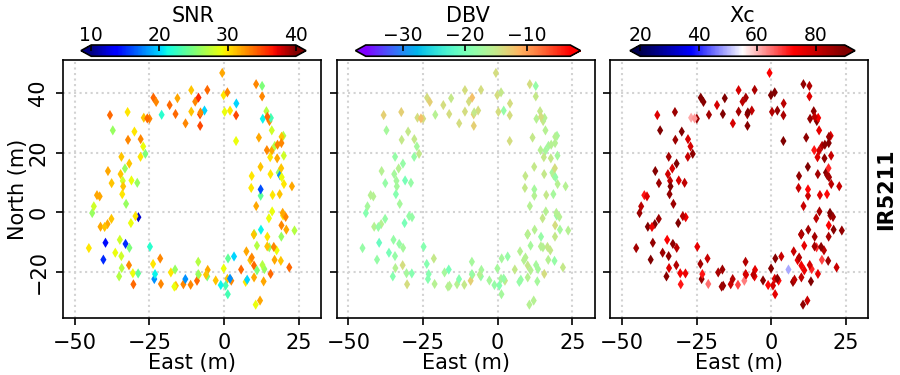 SNR DBV Xc
10 20 30 40 −30 −20 −10 20 40 60 80
40
20
0
−20
North (m)
−50 −25 0 25 −50 −25 0 25 −50 −25 0 25
East (m) East (m) East (m)
IR5211